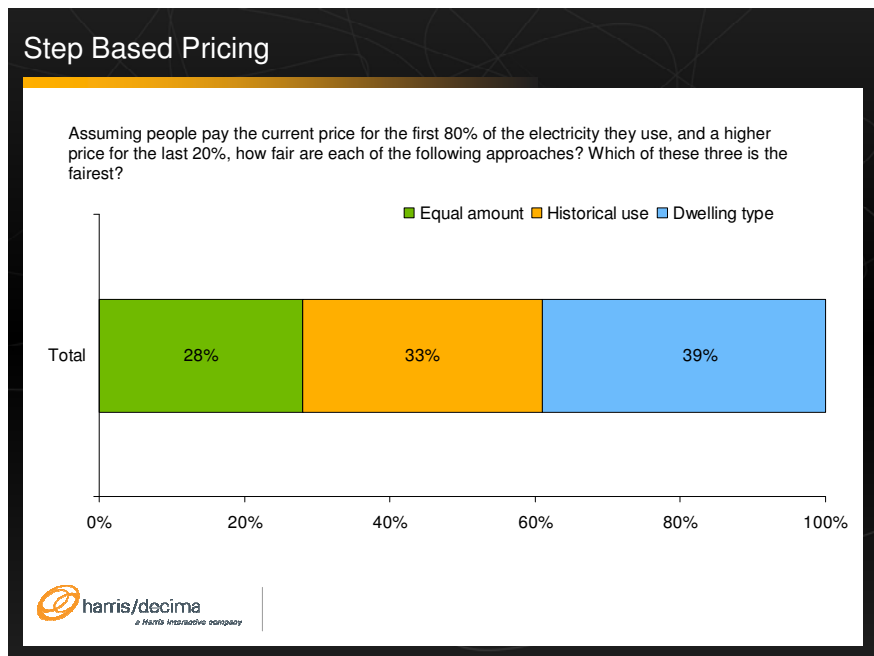 Step Based Pricing
Assuming people pay the current price for the first 80% of the electricity they use, and a higher
price for the last 20%, how fair are each of the following approaches? Which of these three is the
fairest?
Equal amount Historical use Dwelling type
Total 28% 33% 39%
0% 20% 40% 60% 80% 100%
harris/decima
a Harris Interactive company